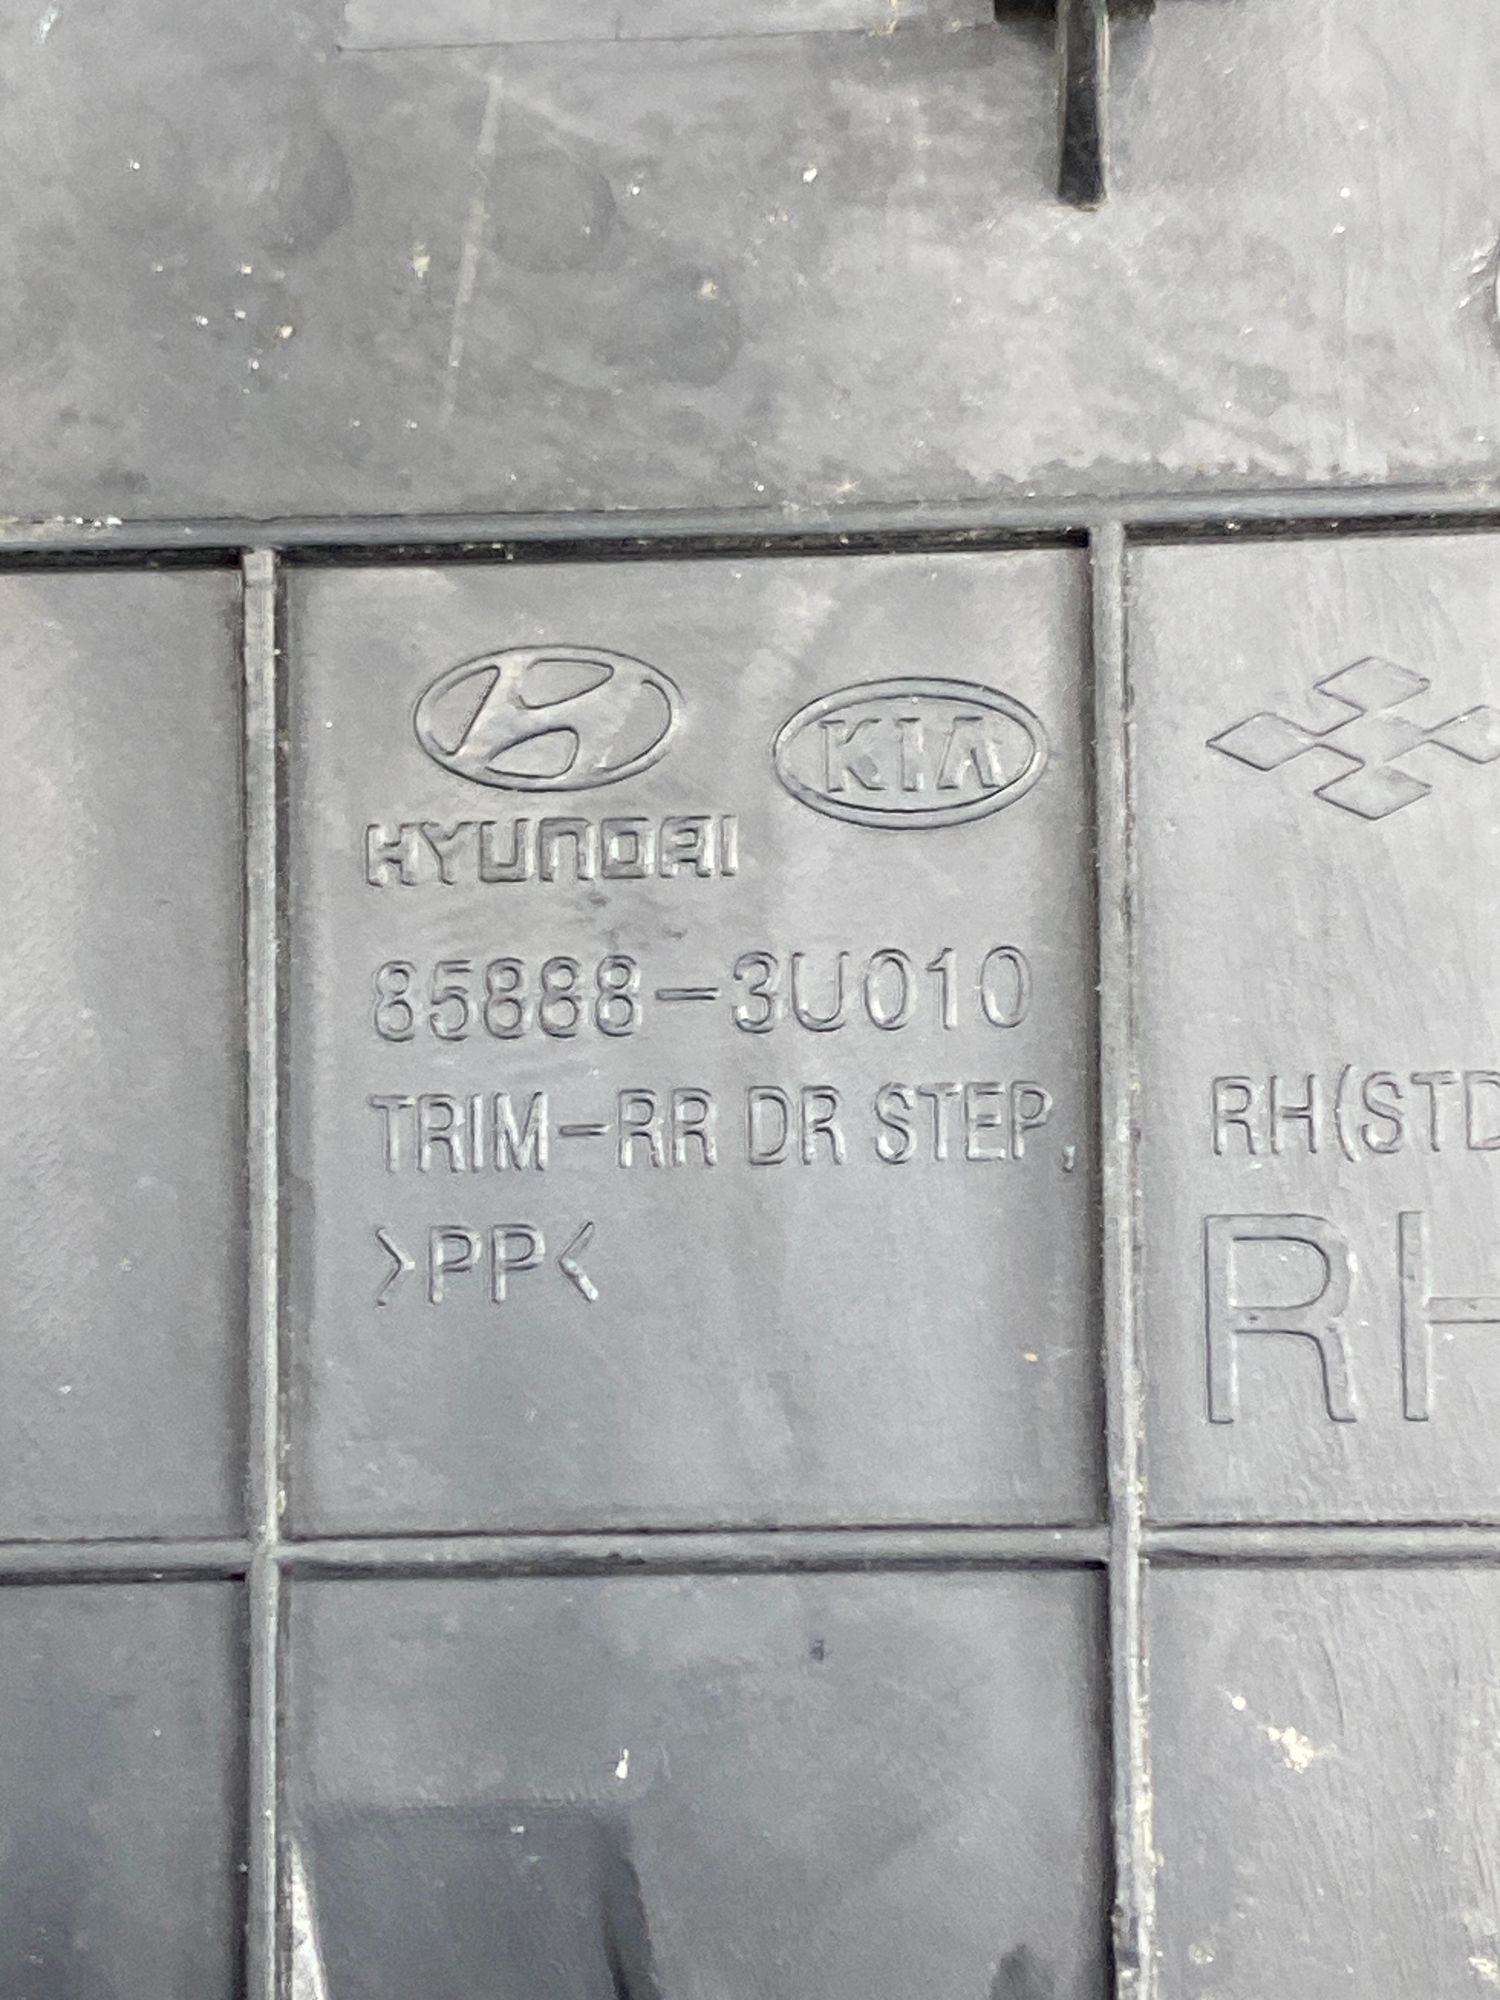 KIA
HYUNDAI
85888-3U010
TRIM-RR DR STEP, RH(STD
>PP< RH